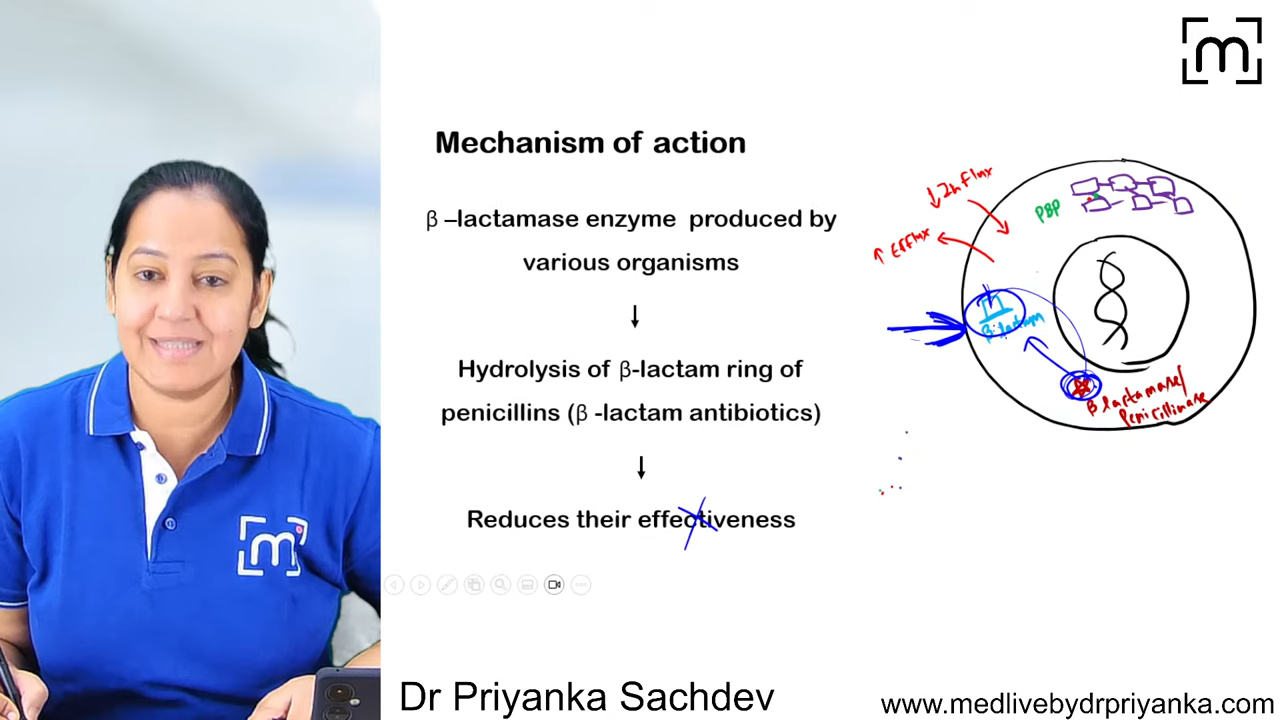 m
Mechanism of action
β –lactamase enzyme produced by
various organisms
↓
Hydrolysis of β-lactam ring of
penicillins (β -lactam antibiotics)
↓
Reduces their effectiveness
↓ Influx
↑ Efflux
PBP
β-lactum
β lactamase/
Penicillinase
m
Dr Priyanka Sachdev
www.medlivebydrpriyanka.com